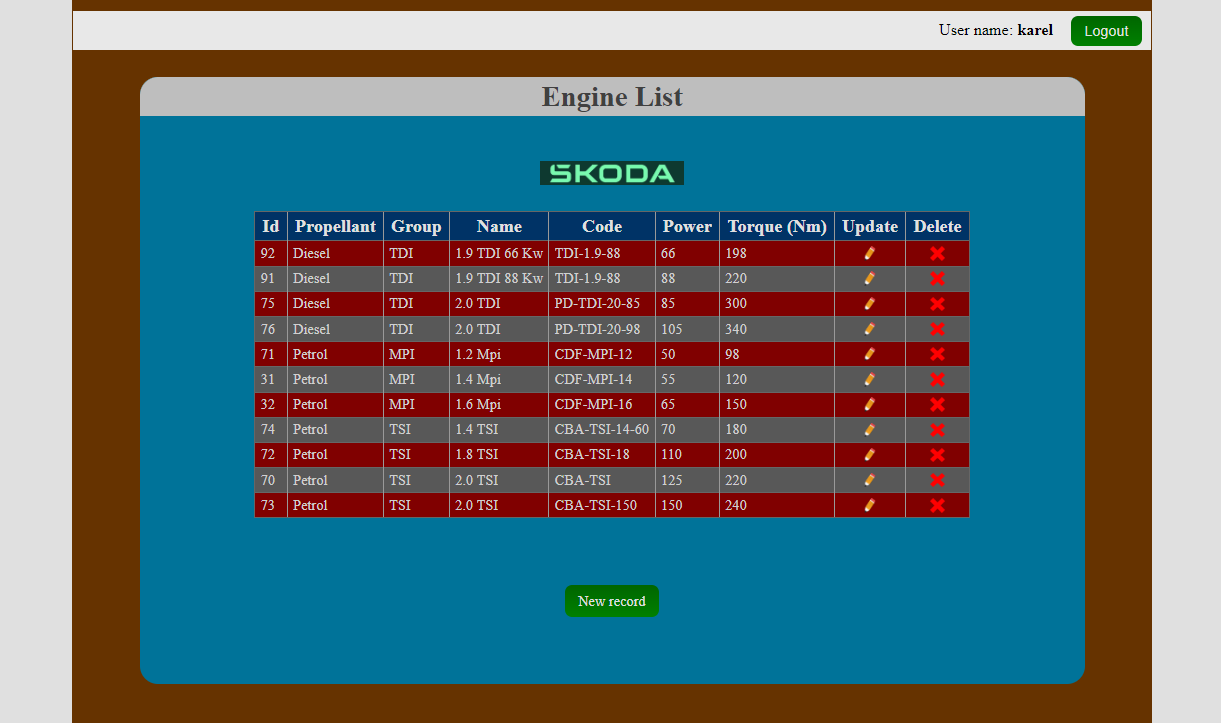 User name: karel Logout
Engine List
ŠKODA
Id Propellant Group Name Code Power Torque (Nm) Update Delete
92 Diesel TDI 1.9 TDI 66 Kw TDI-1.9-88 66 198
91 Diesel TDI 1.9 TDI 88 Kw TDI-1.9-88 88 220
75 Diesel TDI 2.0 TDI PD-TDI-20-85 85 300
76 Diesel TDI 2.0 TDI PD-TDI-20-98 105 340
71 Petrol MPI 1.2 Mpi CDF-MPI-12 50 98
31 Petrol MPI 1.4 Mpi CDF-MPI-14 55 120
32 Petrol MPI 1.6 Mpi CDF-MPI-16 65 150
74 Petrol TSI 1.4 TSI CBA-TSI-14-60 70 180
72 Petrol TSI 1.8 TSI CBA-TSI-18 110 200
70 Petrol TSI 2.0 TSI CBA-TSI 125 220
73 Petrol TSI 2.0 TSI CBA-TSI-150 150 240
New record